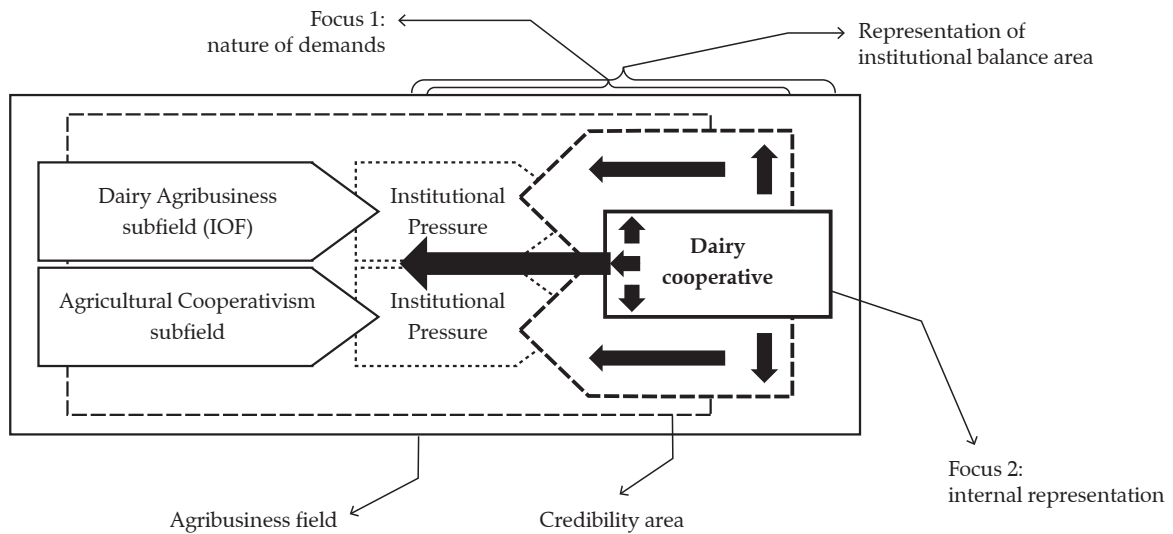 Focus 1:
nature of demands
Representation of
institutional balance area
Dairy Agribusiness
subfield (IOF)
Institutional
Pressure
Dairy
cooperative
Agricultural Cooperativism
subfield
Institutional
Pressure
Focus 2:
internal representation
Agribusiness field
Credibility area